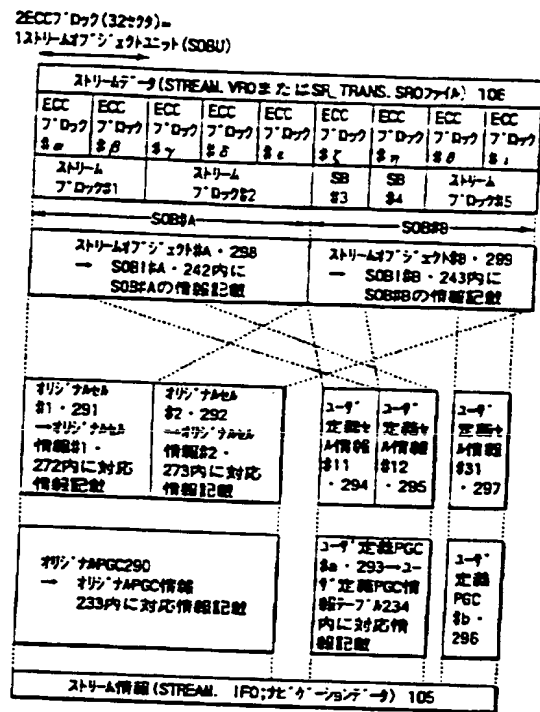 2ECCブロック(32セクタ)=
1ストリームオブジェクトユニット(SOBU)
ストリームデータ(STREAM. VROまたはSR_TRANS. SROファイル) 106
ECC ECC ECC ECC ECC ECC ECC ECC ECC
ブロック ブロック ブロック ブロック ブロック ブロック ブロック ブロック ブロック
$α $β $γ $δ $ε $ζ $η $θ $ι
ストリーム ストリーム SB SB ストリーム
ブロック$1 ブロック$2 $3 $4 ブロック$5
SOB$A SOB$B
ストリームオブジェクト$A・298
→ SOBI$A・242内に
SOB$Aの情報記載
ストリームオブジェクト$B・299
→ SOBI$B・243内に
SOB$Bの情報記載
オリジナルセル
$1・291
→オリジナルセル
情報$1・
272内に対応
情報記載
オリジナルセル
$2・292
→オリジナルセル
情報$2・
273内に対応
情報記載
ユーザ
定義セ
ル情報
$11
・294
ユーザ
定義セ
ル情報
$12
・295
ユーザ
定義セ
ル情報
$31
・297
オリジナルPGC290
→ オリジナルPGC情報
233内に対応情報記載
ユーザ定義PGC
$a・293→ユー
ザ定義PGC情
報テーブル234
内に対応情
報記載
ユーザ
定義
PGC
$b・
296
ストリーム情報(STREAM. IFO;ナビゲーションデータ) 105